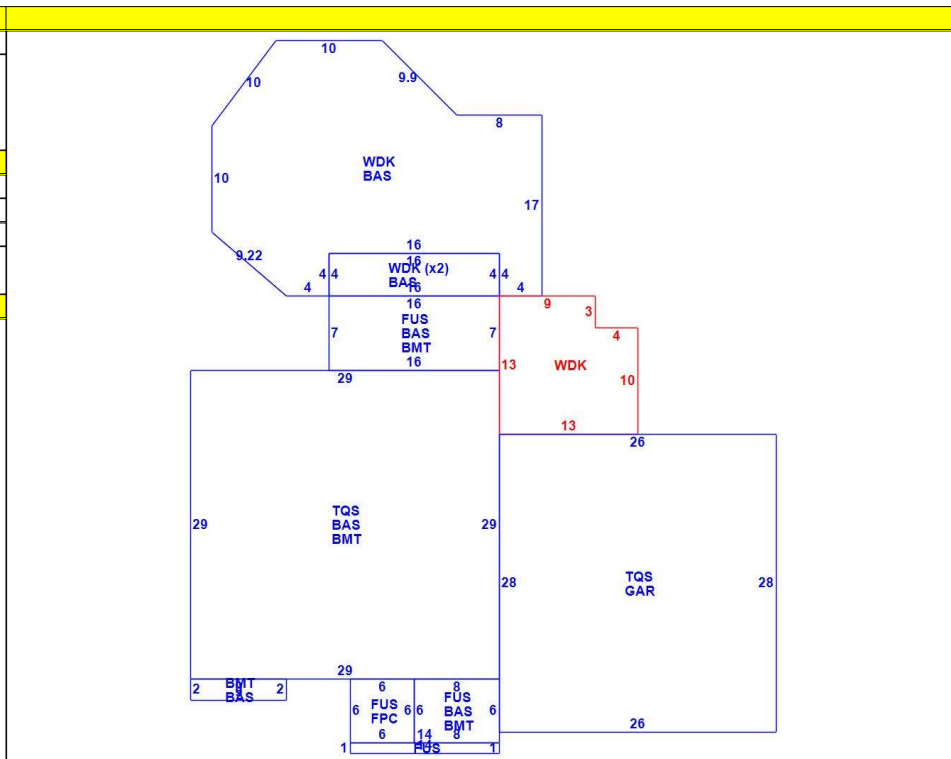 10
10
9.9
8
WDK
BAS
10
17
9.22
16
16
4 4
WDK (x2)
BAS
4 4
4
16
4
16
9
3
7
FUS
BAS
BMT
7
4
13
WDK
10
16
29
13
26
29
TQS
BAS
BMT
29
28
TQS
GAR
28
29
2
BMT
BAS
2
6
8
6
FUS
FPC
6
6
FUS
BAS
BMT
6
6
14
8
26
1
FUS
1